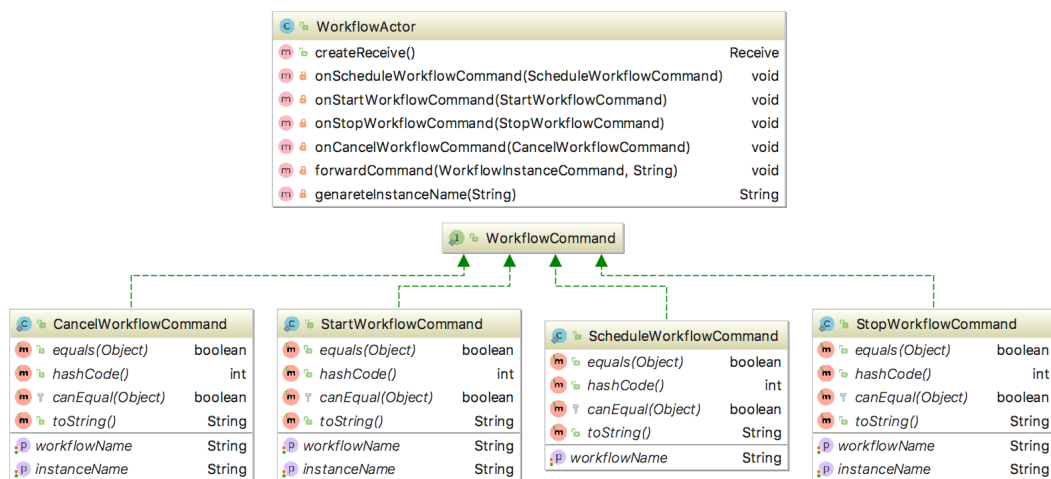 C WorkflowActor
m createReceive() Receive
m onScheduleWorkflowCommand(ScheduleWorkflowCommand) void
m onStartWorkflowCommand(StartWorkflowCommand) void
m onStopWorkflowCommand(StopWorkflowCommand) void
m onCancelWorkflowCommand(CancelWorkflowCommand) void
m forwardCommand(WorkflowInstanceCommand, String) void
m genareteInstanceName(String) String
I WorkflowCommand
C CancelWorkflowCommand
m equals(Object) boolean
m hashCode() int
m canEqual(Object) boolean
m toString() String
p workflowName String
p instanceName String
C StartWorkflowCommand
m equals(Object) boolean
m hashCode() int
m canEqual(Object) boolean
m toString() String
p workflowName String
p instanceName String
C ScheduleWorkflowCommand
m equals(Object) boolean
m hashCode() int
m canEqual(Object) boolean
m toString() String
p workflowName String
C StopWorkflowCommand
m equals(Object) boolean
m hashCode() int
m canEqual(Object) boolean
m toString() String
p workflowName String
p instanceName String